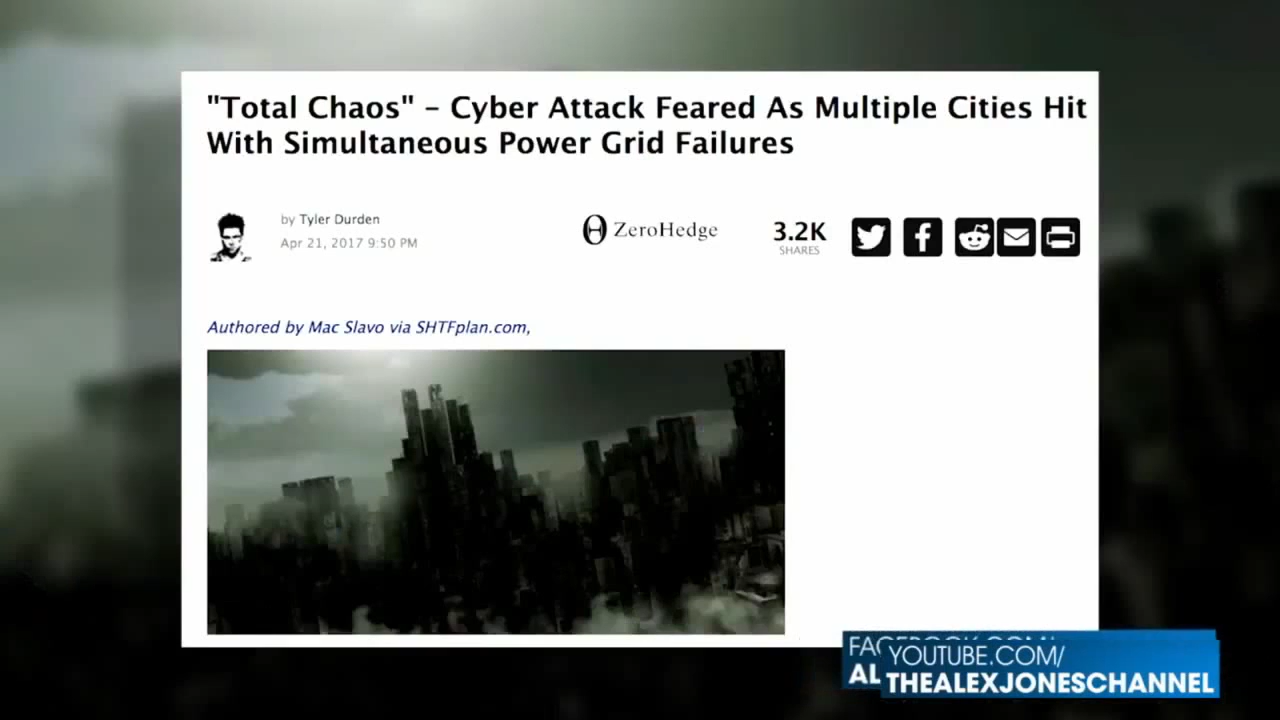 "Total Chaos" – Cyber Attack Feared As Multiple Cities Hit
With Simultaneous Power Grid Failures
by Tyler Durden
Apr 21, 2017 9:50 PM
ZeroHedge
3.2K
SHARES
Authored by Mac Slavo via SHTFplan.com,
YOUTUBE.COM/
THEALEXJONESCHANNEL